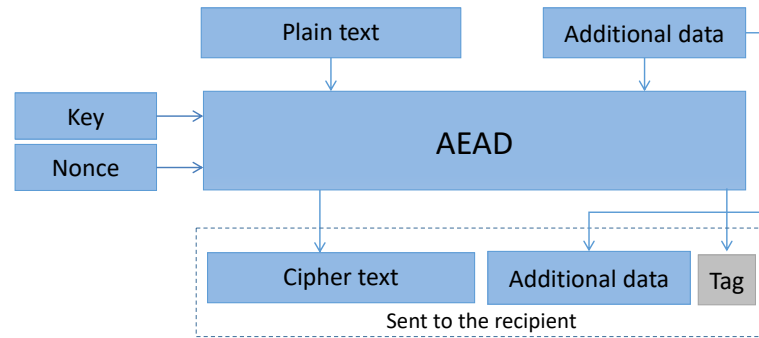 Plain text
Additional data
Key
AEAD
Nonce
Cipher text
Additional data
Tag
Sent to the recipient